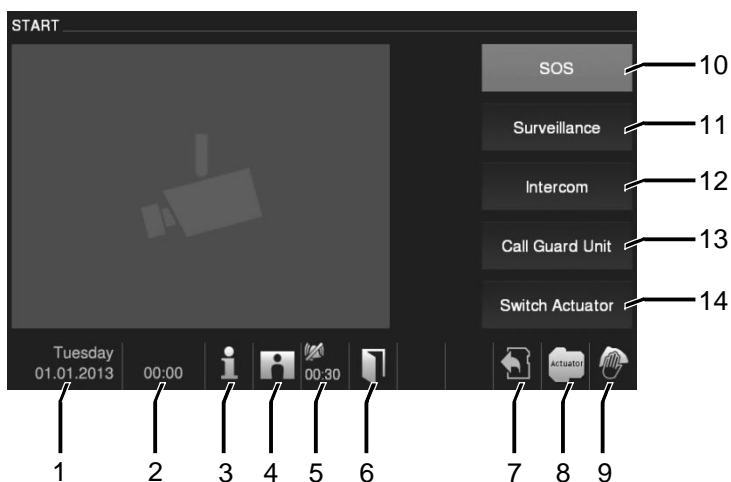 START
SOS
10
Surveillance
11
Intercom
12
Call Guard Unit
13
Switch Actuator
14
Tuesday
01.01.2013
00:00
00:30
Actuator
1 2 3 4 5 6 7 8 9